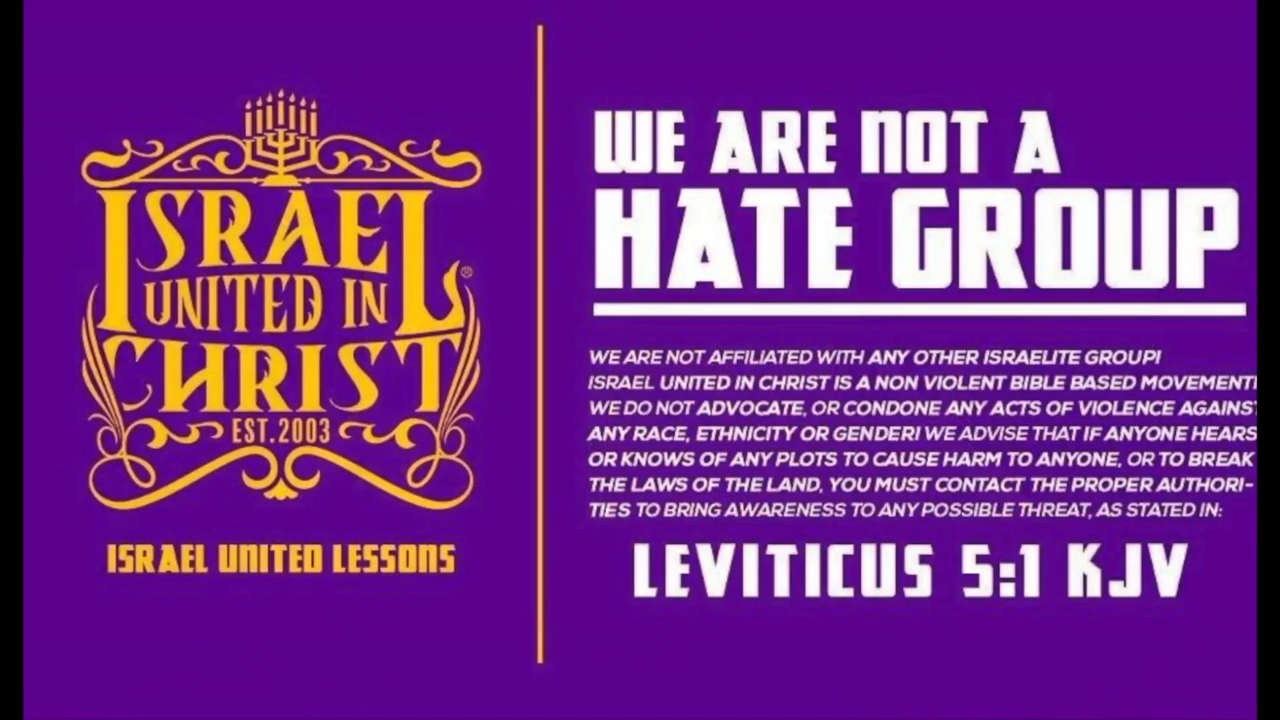 ISRAEL
UNITED IN
CHRIST
®
EST.2003
ISRAEL UNITED LESSONS
WE ARE NOT A
HATE GROUP
WE ARE NOT AFFILIATED WITH ANY OTHER ISRAELITE GROUP!
ISRAEL UNITED IN CHRIST IS A NON VIOLENT BIBLE BASED MOVEMENT!
WE DO NOT ADVOCATE, OR CONDONE ANY ACTS OF VIOLENCE AGAINST
ANY RACE, ETHNICITY OR GENDER! WE ADVISE THAT IF ANYONE HEARS
OR KNOWS OF ANY PLOTS TO CAUSE HARM TO ANYONE, OR TO BREAK
THE LAWS OF THE LAND, YOU MUST CONTACT THE PROPER AUTHORI-
TIES TO BRING AWARENESS TO ANY POSSIBLE THREAT, AS STATED IN:
LEVITICUS 5:1 KJV